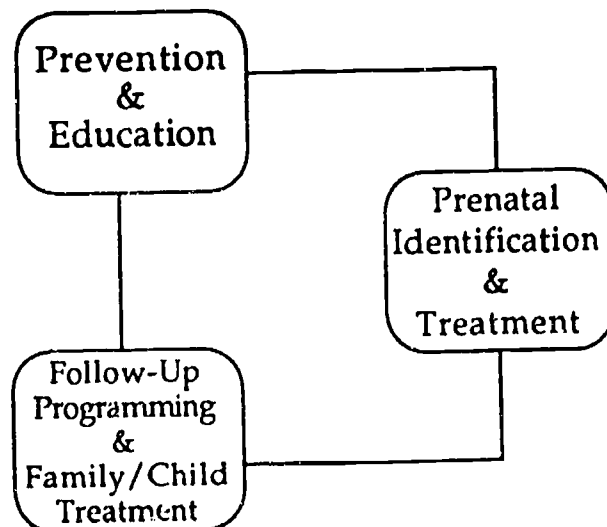 Prevention
&
Education
Prenatal
Identification
&
Treatment
Follow-Up
Programming
&
Family/Child
Treatment